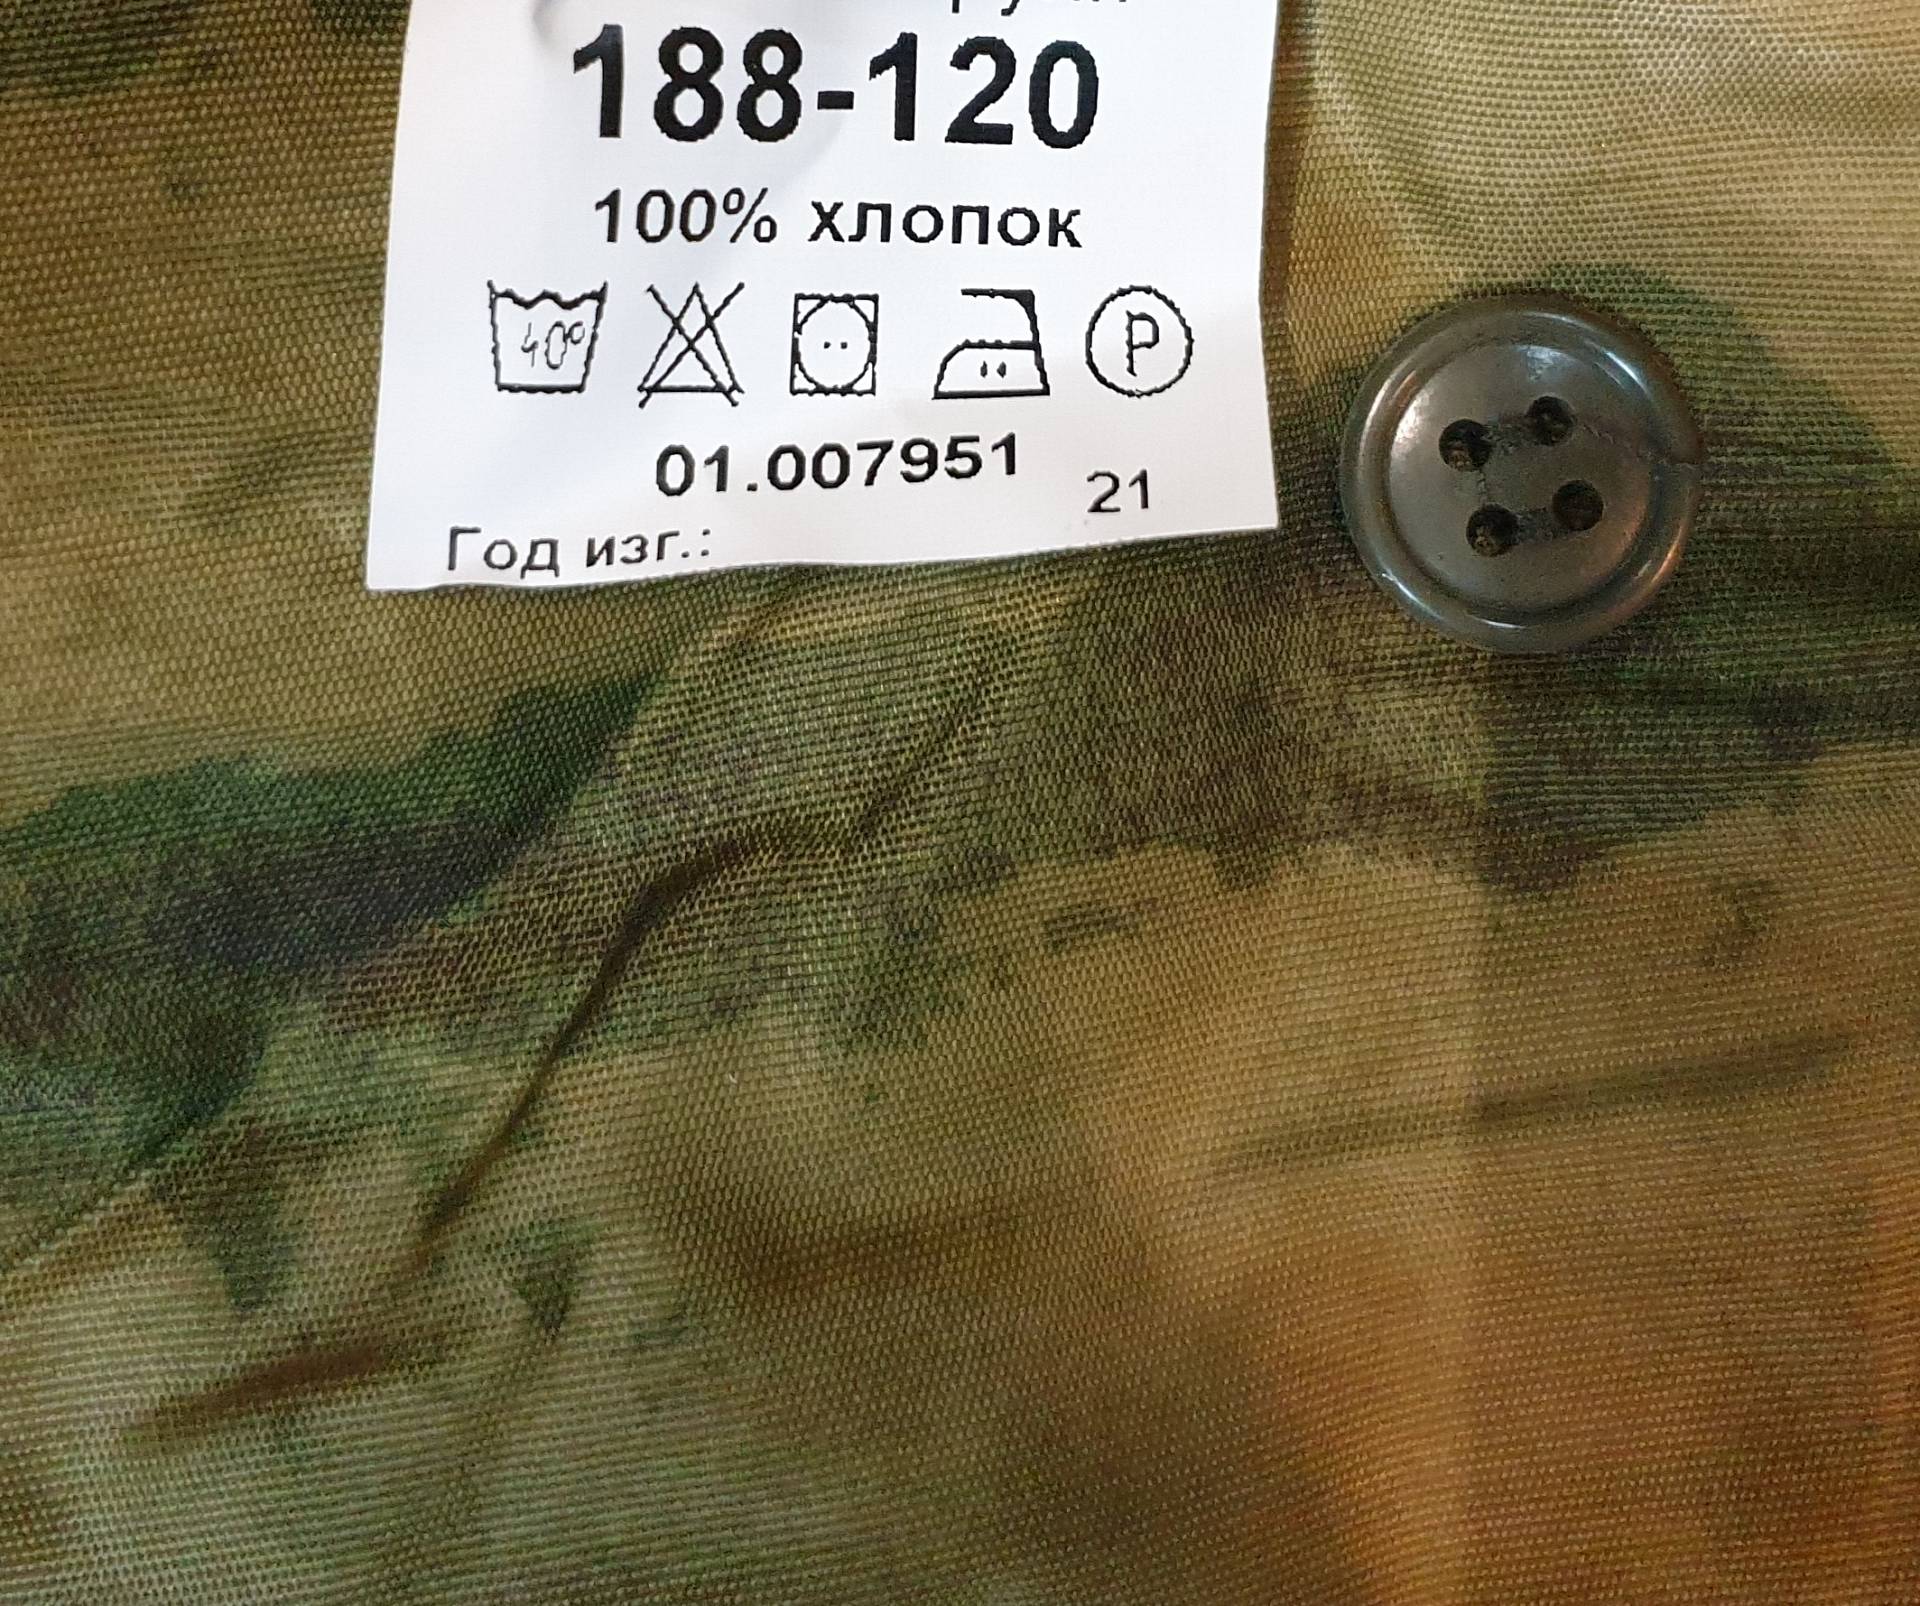 188-120
100% хлопок
40°
P
01.007951
21
Год изг.: